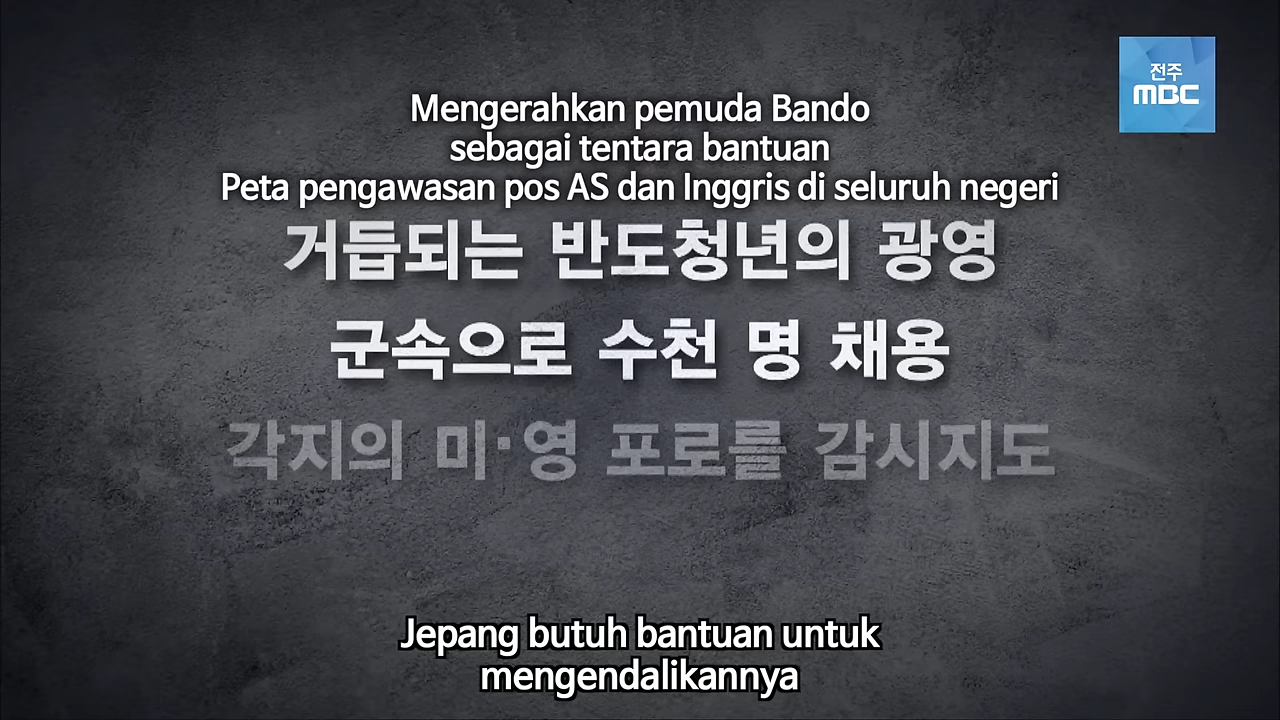 전주
MBC
Mengerahkan pemuda Bando
sebagai tentara bantuan
Peta pengawasan pos AS dan Inggris di seluruh negeri
거듭되는 반도청년의 광영
군속으로 수천 명 채용
각지의 미·영 포로를 감시지도
Jepang butuh bantuan untuk
mengendalikannya